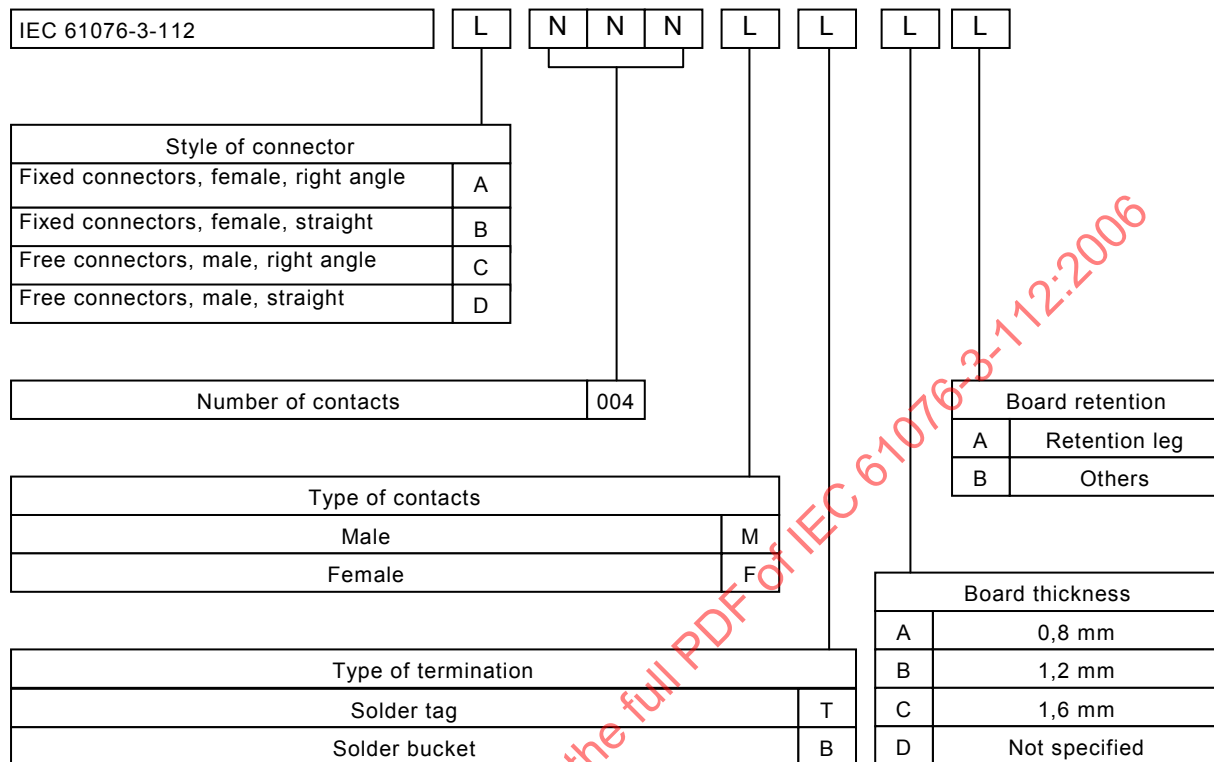 IEC 61076-3-112 L N N N L L L L
Style of connector
Fixed connectors, female, right angle A
Fixed connectors, female, straight B
Free connectors, male, right angle C
Free connectors, male, straight D
Number of contacts 004
Board retention
A Retention leg
B Others
Type of contacts
Male M
Female F
Board thickness
A 0,8 mm
B 1,2 mm
C 1,6 mm
D Not specified
Type of termination
Solder tag T
Solder bucket B
the full PDF of IEC 61076-3-112:2006